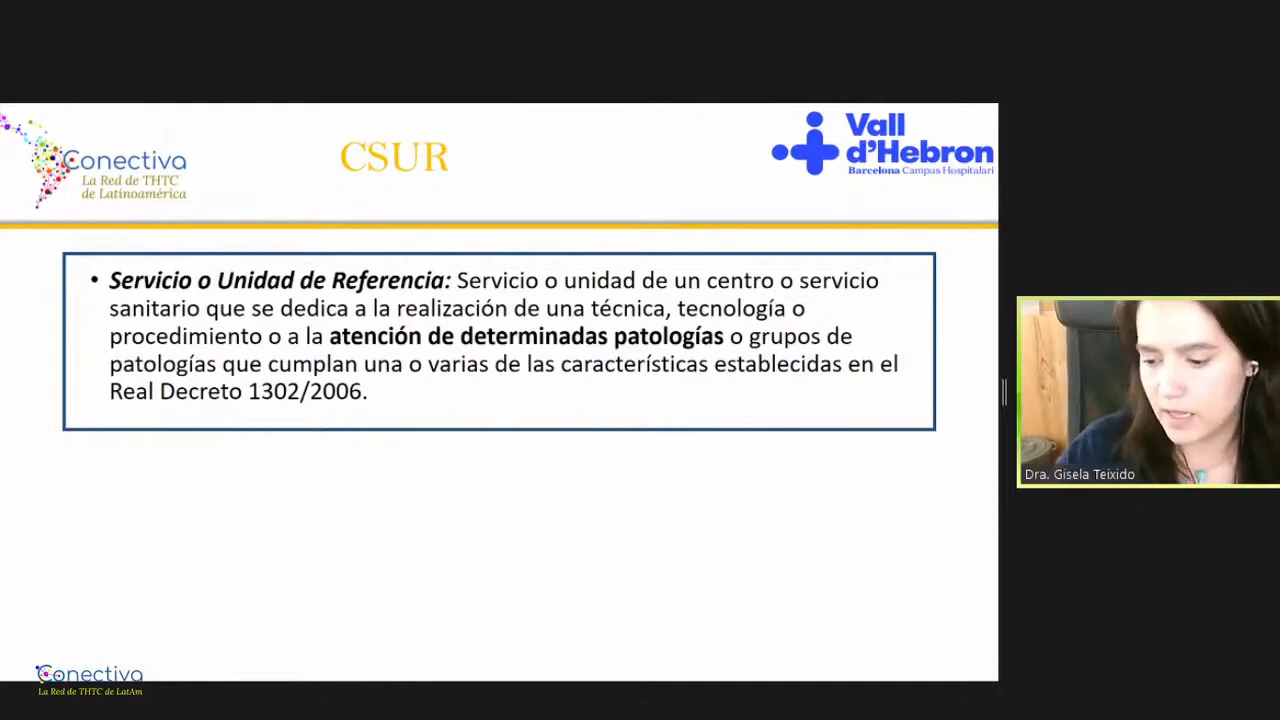 Conectiva
La Red de THTC
de Latinoamérica
CSUR
Vall
d'Hebron
Barcelona Campus Hospitalari
• Servicio o Unidad de Referencia: Servicio o unidad de un centro o servicio
sanitario que se dedica a la realización de una técnica, tecnología o
procedimiento o a la atención de determinadas patologías o grupos de
patologías que cumplan una o varias de las características establecidas en el
Real Decreto 1302/2006.
Dra. Gisela Teixido
Conectiva
La Red de THTC de LatAm